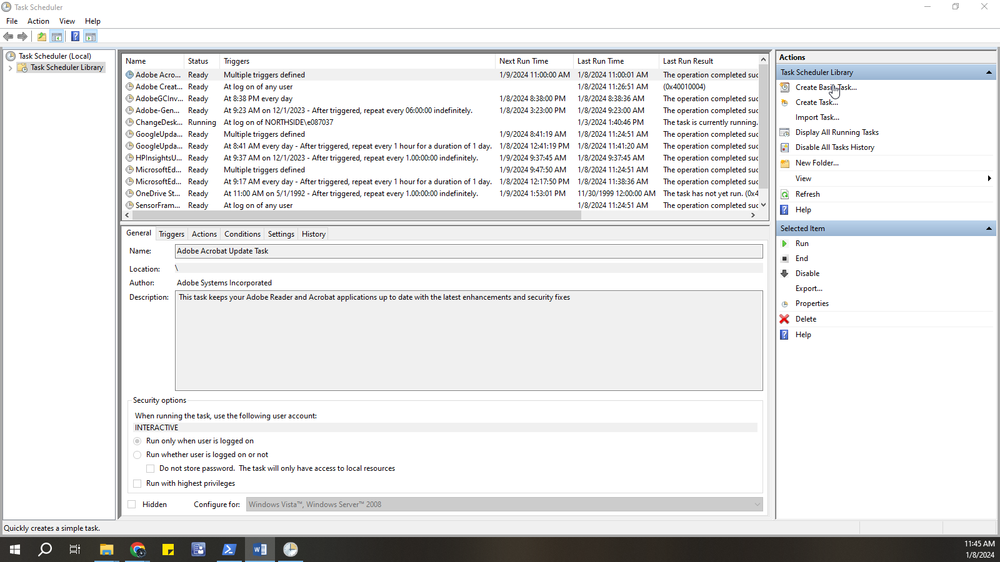 Task Scheduler
File Action View Help
Task Scheduler (Local)
Task Scheduler Library
Name Status Triggers Next Run Time Last Run Time Last Run Result
Adobe Acro... Ready Multiple triggers defined 1/9/2024 11:00:00 AM 1/8/2024 11:00:01 AM The operation completed suc
Adobe Creat... Ready At log on of any user 1/8/2024 11:26:51 AM (0x40010004)
AdobeGCInv... Ready At 8:38 PM every day 1/8/2024 8:38:00 PM 1/8/2024 8:38:36 AM The operation completed suc
Adobe-Gen... Ready At 9:23 AM on 12/1/2023 - After triggered, repeat every 06:00:00 indefinitely. 1/8/2024 3:23:00 PM 1/8/2024 9:23:00 AM The operation completed suc
ChangeDesk... Running At log on of NORTHSIDE\e087037 1/3/2024 1:40:46 PM The task is currently running.
GoogleUpda... Ready Multiple triggers defined 1/9/2024 8:41:19 AM 1/8/2024 11:24:51 AM The operation completed suc
GoogleUpda... Ready At 8:41 AM every day - After triggered, repeat every 1 hour for a duration of 1 day. 1/8/2024 12:41:19 PM 1/8/2024 11:41:20 AM The operation completed suc
HPInsightsU... Ready At 9:37 AM on 12/1/2023 - After triggered, repeat every 1.00:00:00 indefinitely. 1/9/2024 9:37:45 AM 1/8/2024 9:37:45 AM The operation completed suc
MicrosoftEd... Ready Multiple triggers defined 1/9/2024 9:47:50 AM 1/8/2024 11:24:51 AM The operation completed suc
MicrosoftEd... Ready At 9:17 AM every day - After triggered, repeat every 1 hour for a duration of 1 day. 1/8/2024 12:17:50 PM 1/8/2024 11:38:36 AM The operation completed suc
OneDrive St... Ready At 11:00 AM on 5/1/1992 - After triggered, repeat every 1.00:00:00 indefinitely. 1/9/2024 1:53:01 PM 11/30/1999 12:00:00 AM The task has not yet run. (0x4
SensorFram... Ready At log on of any user 1/8/2024 11:24:51 AM The operation completed suc
General Triggers Actions Conditions Settings History
Name: Adobe Acrobat Update Task
Location: \
Author: Adobe Systems Incorporated
Description: This task keeps your Adobe Reader and Acrobat applications up to date with the latest enhancements and security fixes
Security options
When running the task, use the following user account:
INTERACTIVE
Run only when user is logged on
Run whether user is logged on or not
Do not store password. The task will only have access to local resources
Run with highest privileges
Hidden Configure for: Windows Vista™, Windows Server™ 2008
Actions
Task Scheduler Library
Create Basic Task...
Create Task...
Import Task...
Display All Running Tasks
Disable All Tasks History
New Folder...
View
Refresh
Help
Selected Item
Run
End
Disable
Export...
Properties
Delete
Help
Quickly creates a simple task.
11:45 AM
1/8/2024